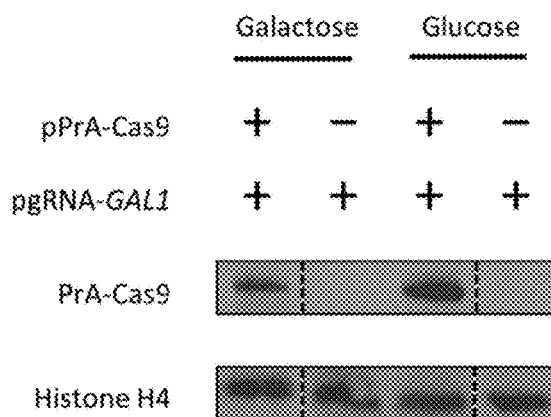 Galactose Glucose
pPrA-Cas9 + − + −
pgRNA-GAL1 + + + +
PrA-Cas9
Histone H4